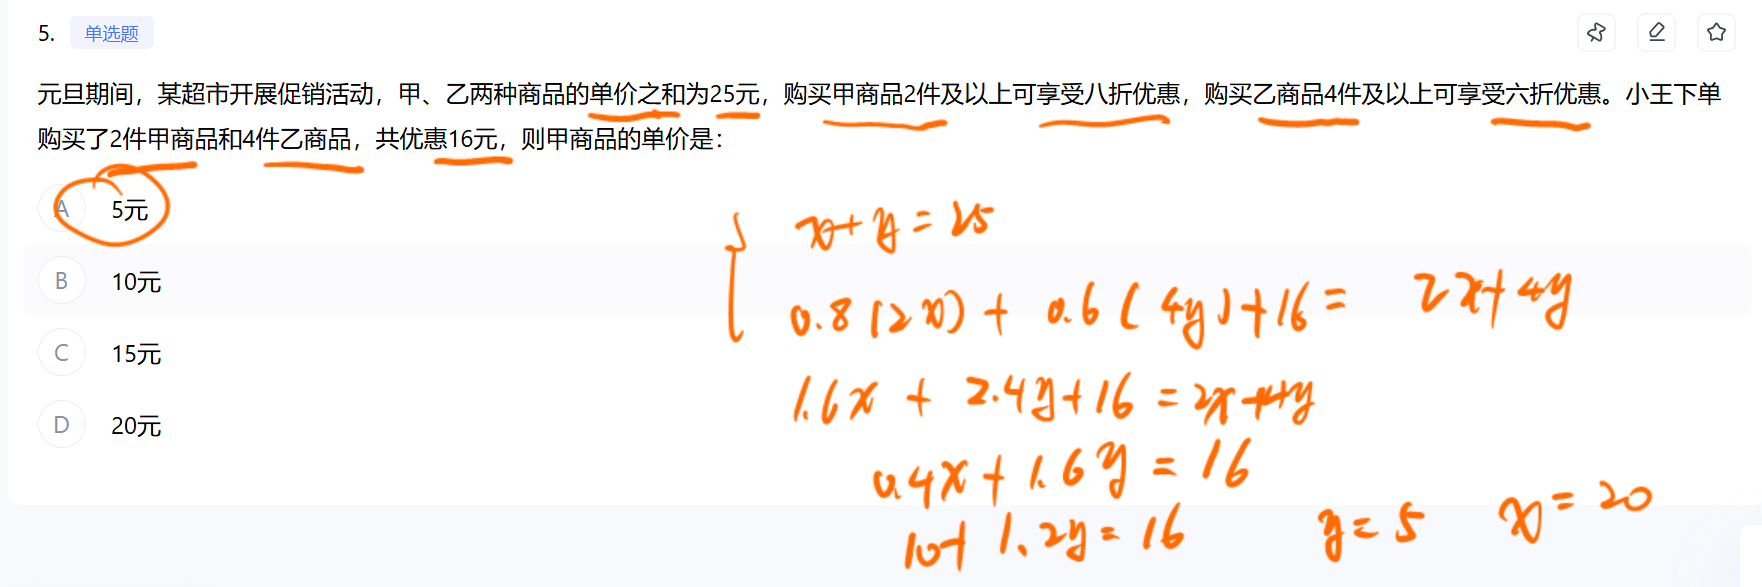 5. 单选题
元旦期间，某超市开展促销活动，甲、乙两种商品的单价之和为25元，购买甲商品2件及以上可享受八折优惠，购买乙商品4件及以上可享受六折优惠。小王下单
购买了2件甲商品和4件乙商品，共优惠16元，则甲商品的单价是：
A 5元
B 10元
C 15元
D 20元
x+y=25
0.8(2x)+0.6(4y)+16=2x+4y
1.6x+2.4y+16=2x+4y
0.4x+1.6y=16
10+1.2y=16 y=5 x=20